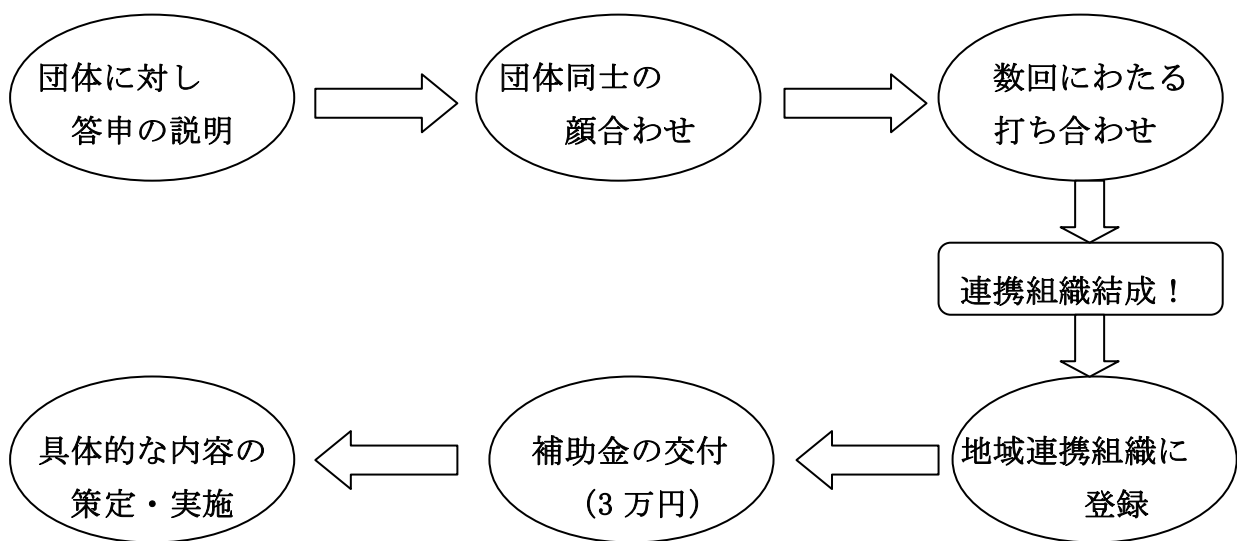 団体に対し
答申の説明
団体同士の
顔合わせ
数回にわたる
打ち合わせ
連携組織結成！
地域連携組織に
登録
補助金の交付
（3 万円）
具体的な内容の
策定・実施